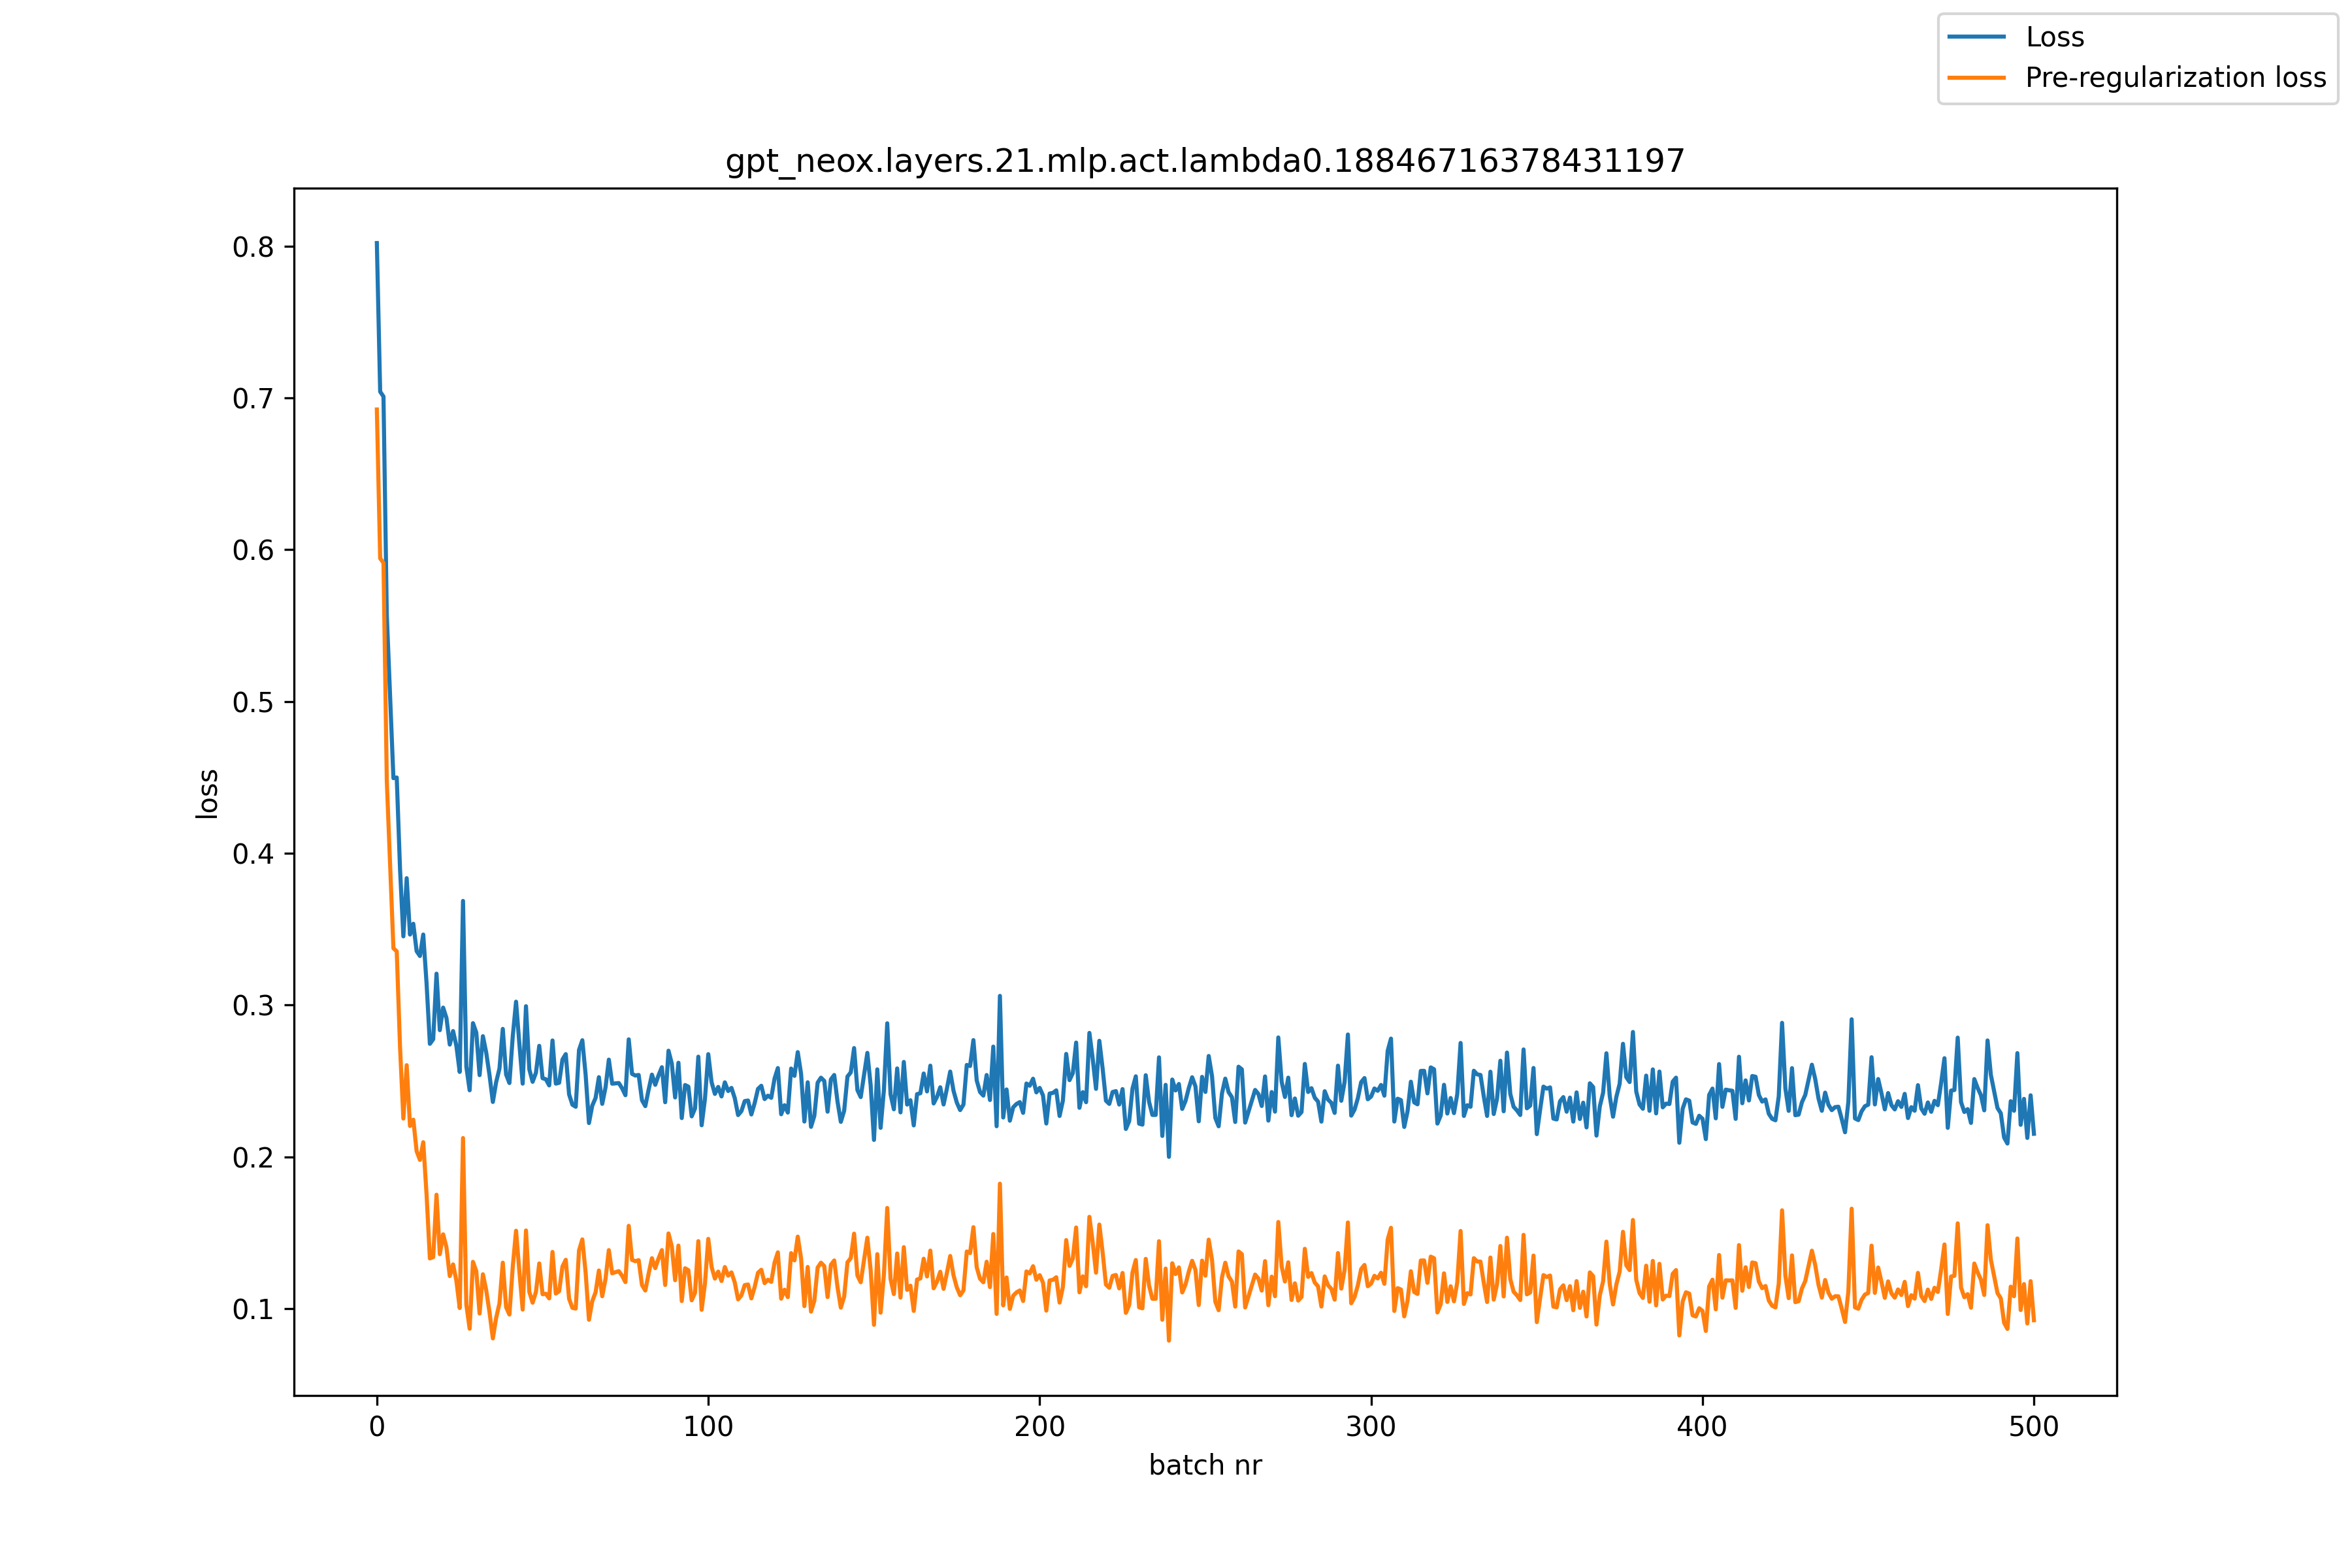 Loss
Pre-regularization loss
gpt_neox.layers.21.mlp.act.lambda0.18846716378431197
0.8
0.7
0.6
0.5
0.4
0.3
0.2
0.1
loss
0 100 200 300 400 500
batch nr